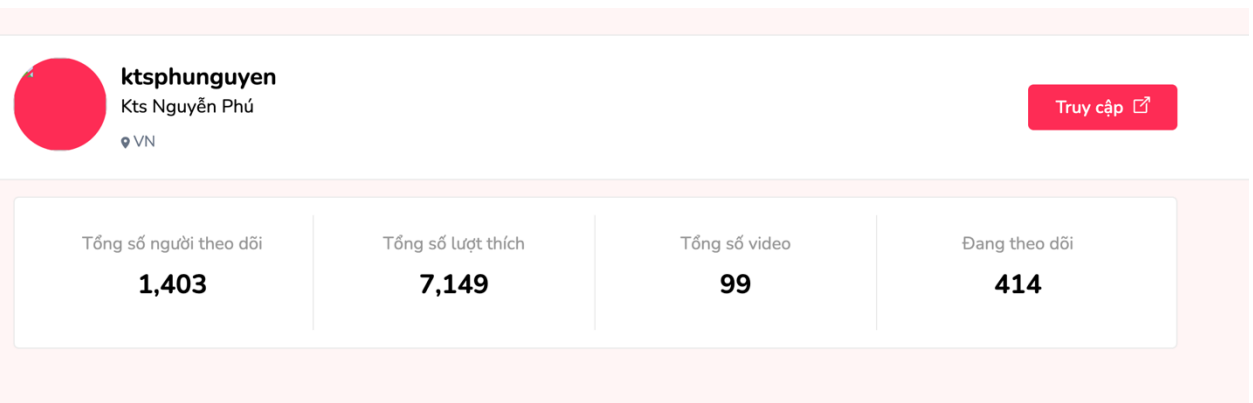 ktsphunguyen
Kts Nguyễn Phú
VN
Truy cập
Tổng số người theo dõi
1,403
Tổng số lượt thích
7,149
Tổng số video
99
Đang theo dõi
414